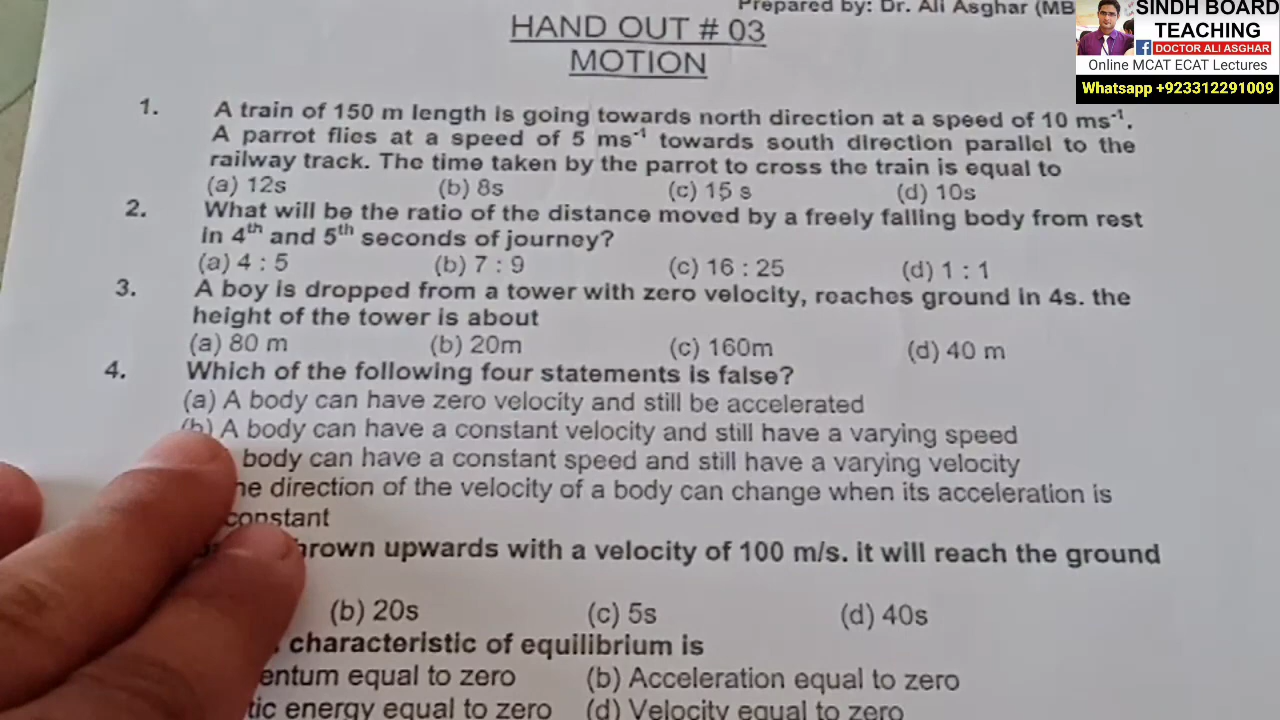 Prepared by: Dr. Ali Asghar (MB
SINDH BOARD
TEACHING
DOCTOR ALI ASGHAR
Online MCAT ECAT Lectures
Whatsapp +923312291009
HAND OUT # 03
MOTION
1. A train of 150 m length is going towards north direction at a speed of 10 ms⁻¹.
A parrot flies at a speed of 5 ms⁻¹ towards south direction parallel to the
railway track. The time taken by the parrot to cross the train is equal to
(a) 12s (b) 8s (c) 15 s (d) 10s
2. What will be the ratio of the distance moved by a freely falling body from rest
in 4th and 5th seconds of journey?
(a) 4 : 5 (b) 7 : 9 (c) 16 : 25 (d) 1 : 1
3. A boy is dropped from a tower with zero velocity, reaches ground in 4s. the
height of the tower is about
(a) 80 m (b) 20m (c) 160m (d) 40 m
4. Which of the following four statements is false?
(a) A body can have zero velocity and still be accelerated
(b) A body can have a constant velocity and still have a varying speed
body can have a constant speed and still have a varying velocity
he direction of the velocity of a body can change when its acceleration is
constant
hrown upwards with a velocity of 100 m/s. it will reach the ground
(b) 20s (c) 5s (d) 40s
characteristic of equilibrium is
entum equal to zero (b) Acceleration equal to zero
tic energy equal to zero (d) Velocity equal to zero